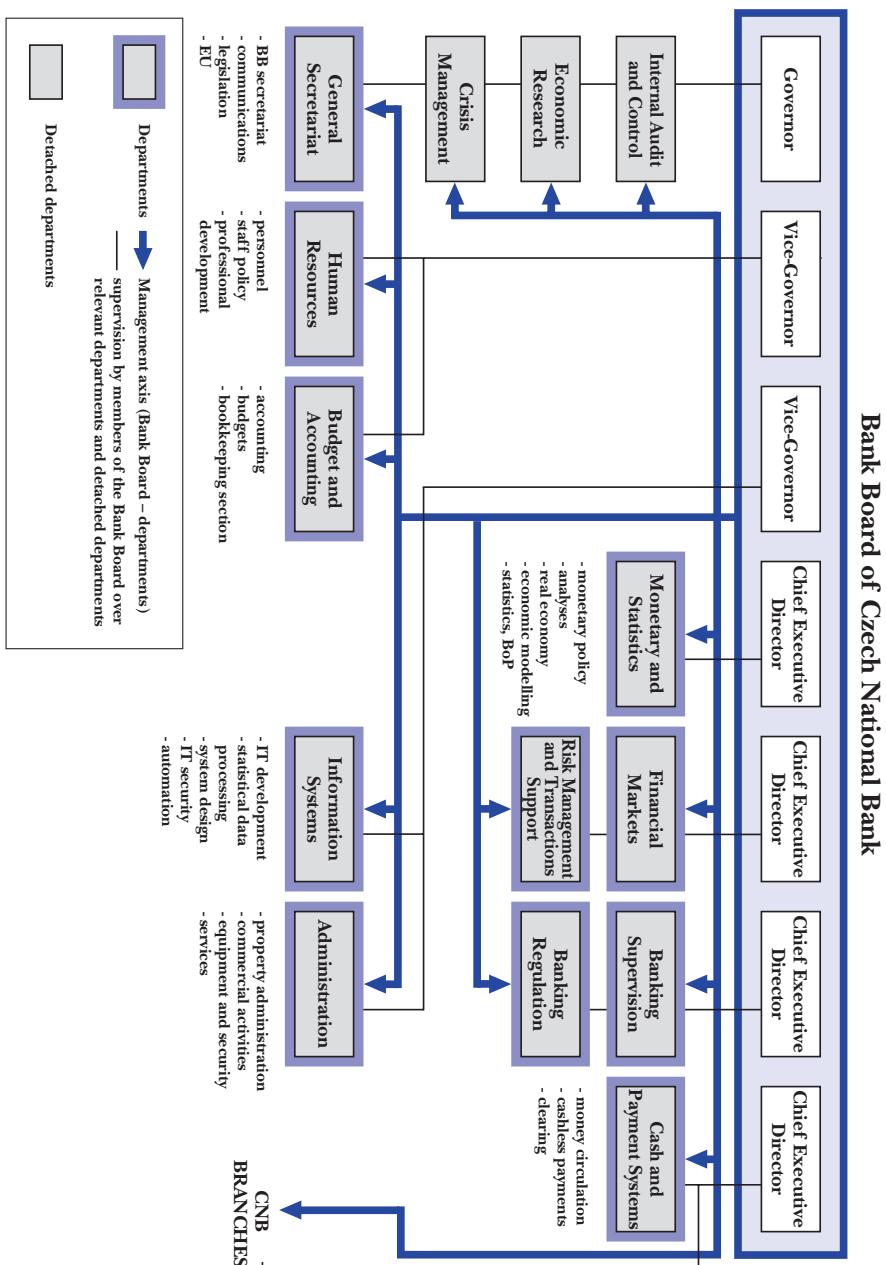 Bank Board of Czech National Bank
Governor
Vice-Governor
Vice-Governor
Chief Executive
Director
Chief Executive
Director
Chief Executive
Director
Chief Executive
Director
Internal Audit
and Control
Economic
Research
Crisis
Management
Monetary and
Statistics
- monetary policy
- analyses
- real economy
- economic modelling
- statistics, BoP
Financial
Markets
Risk Management
and Transactions
Support
Banking
Supervision
Banking
Regulation
Cash and
Payment Systems
- money circulation
- cashless payments
- clearing
General
Secretariat
- BB secretariat
- communications
- legislation
- EU
Human
Resources
- personnel
- staff policy
- professional
development
Budget and
Accounting
- accounting
- budgets
- bookkeeping section
Information
Systems
- IT development
- statistical data
processing
- system design
- IT security
- automation
Administration
- property administration
- commercial activities
- equipment and security
- services
CNB
BRANCHES
-
Departments
Management axis (Bank Board – departments)
supervision by members of the Bank Board over
relevant departments and detached departments
Detached departments